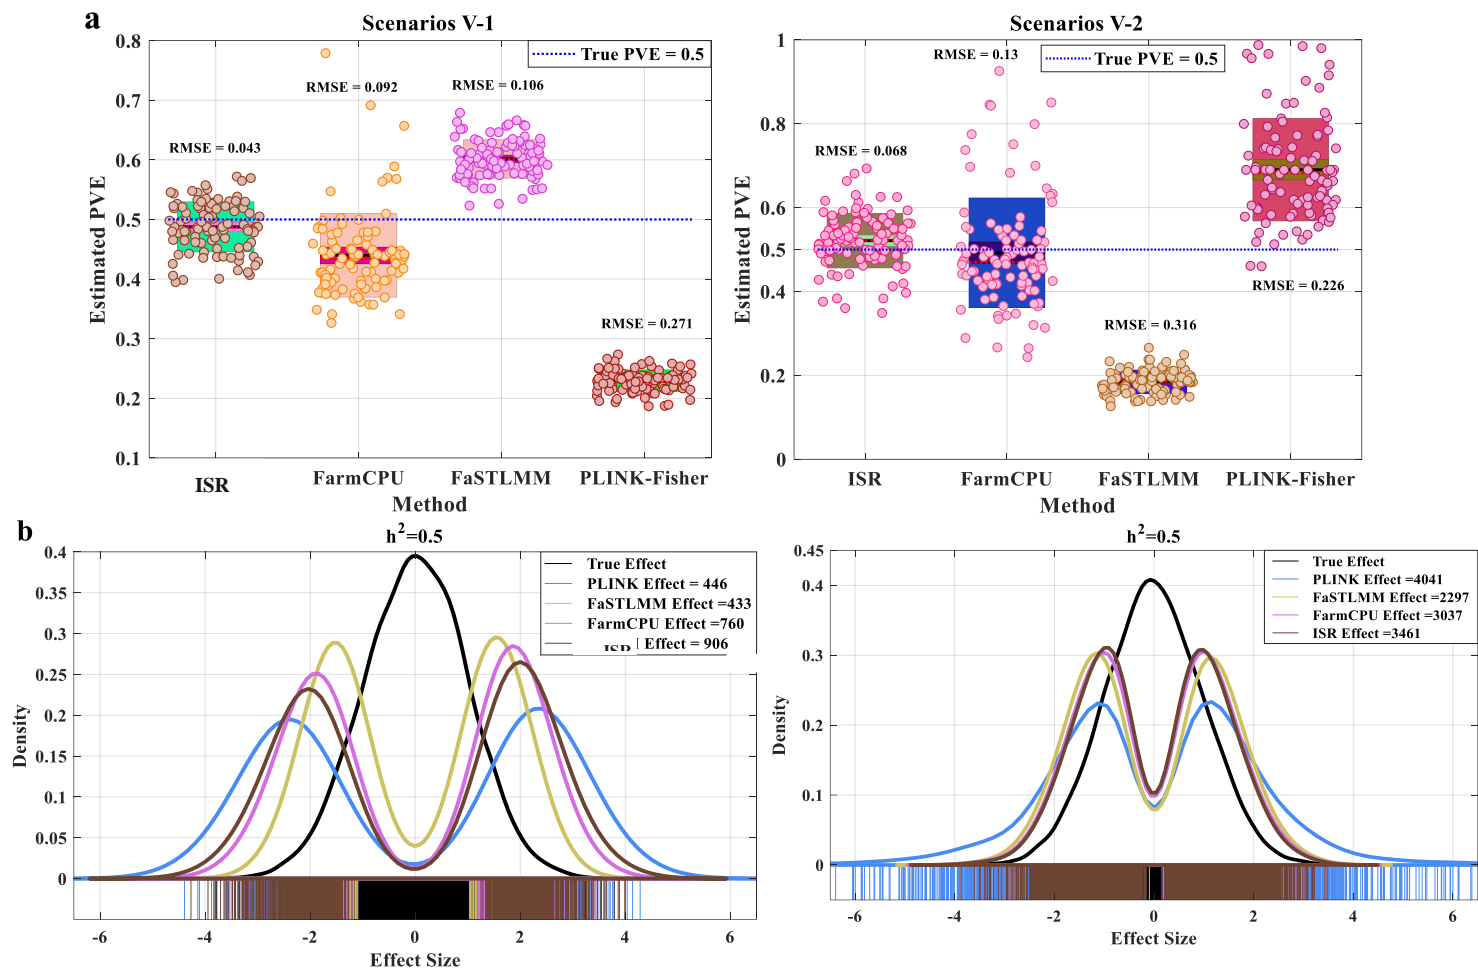 a
Scenarios V-1
True PVE = 0.5
RMSE = 0.043
RMSE = 0.092
RMSE = 0.106
RMSE = 0.271
Estimated PVE
0.8
0.7
0.6
0.5
0.4
0.3
0.2
0.1
ISR
FarmCPU
FaSTLMM
PLINK-Fisher
Method
Scenarios V-2
True PVE = 0.5
RMSE = 0.13
RMSE = 0.068
RMSE = 0.226
RMSE = 0.316
Estimated PVE
1
0.8
0.6
0.5
0.4
0.2
0
ISR
FarmCPU
FaSTLMM
PLINK-Fisher
Method
b
h2=0.5
True Effect
PLINK Effect = 446
FaSTLMM Effect =433
FarmCPU Effect =760
ISR Effect = 906
Density
0.4
0.35
0.3
0.25
0.2
0.15
0.1
0.05
0
-6 -4 -2 0 2 4 6
Effect Size
h2=0.5
True Effect
PLINK Effect =4041
FaSTLMM Effect =2297
FarmCPU Effect =3037
ISR Effect =3461
Density
0.45
0.4
0.3
0.2
0.1
0
-6 -4 -2 0 2 4 6
Effect Size